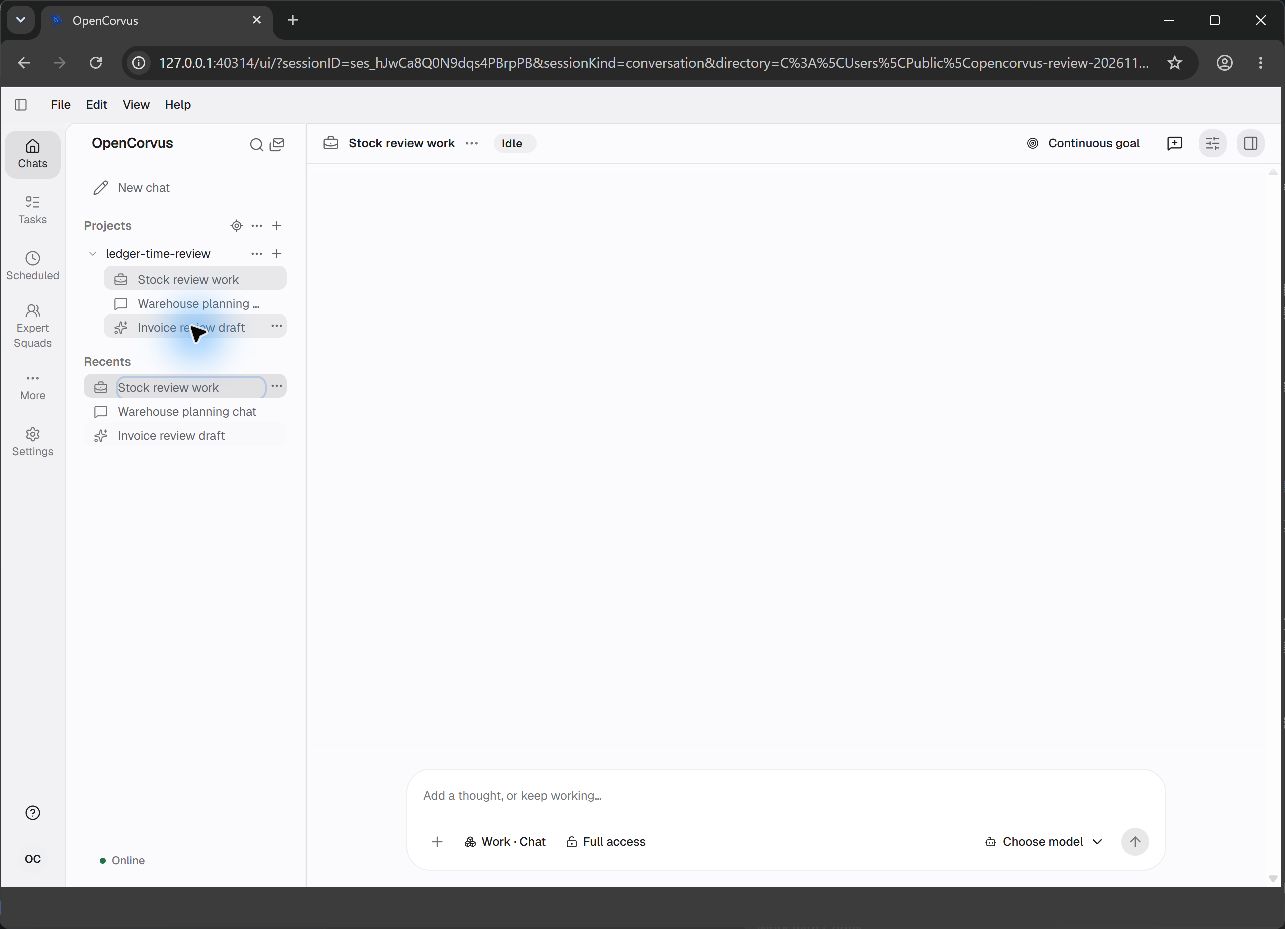 OpenCorvus
127.0.0.1:40314/ui/?sessionID=ses_hJwCa8Q0N9dqs4PBrpPB&sessionKind=conversation&directory=C%3A%5CUsers%5CPublic%5Copencorvus-review-202611...
File Edit View Help
Chats
Tasks
Scheduled
Expert
Squads
More
Settings
OC
OpenCorvus
New chat
Projects
ledger-time-review
Stock review work
Warehouse planning ...
Invoice review draft
Recents
Stock review work
Warehouse planning chat
Invoice review draft
Online
Stock review work ... Idle
Continuous goal
Add a thought, or keep working...
Work · Chat Full access
Choose model